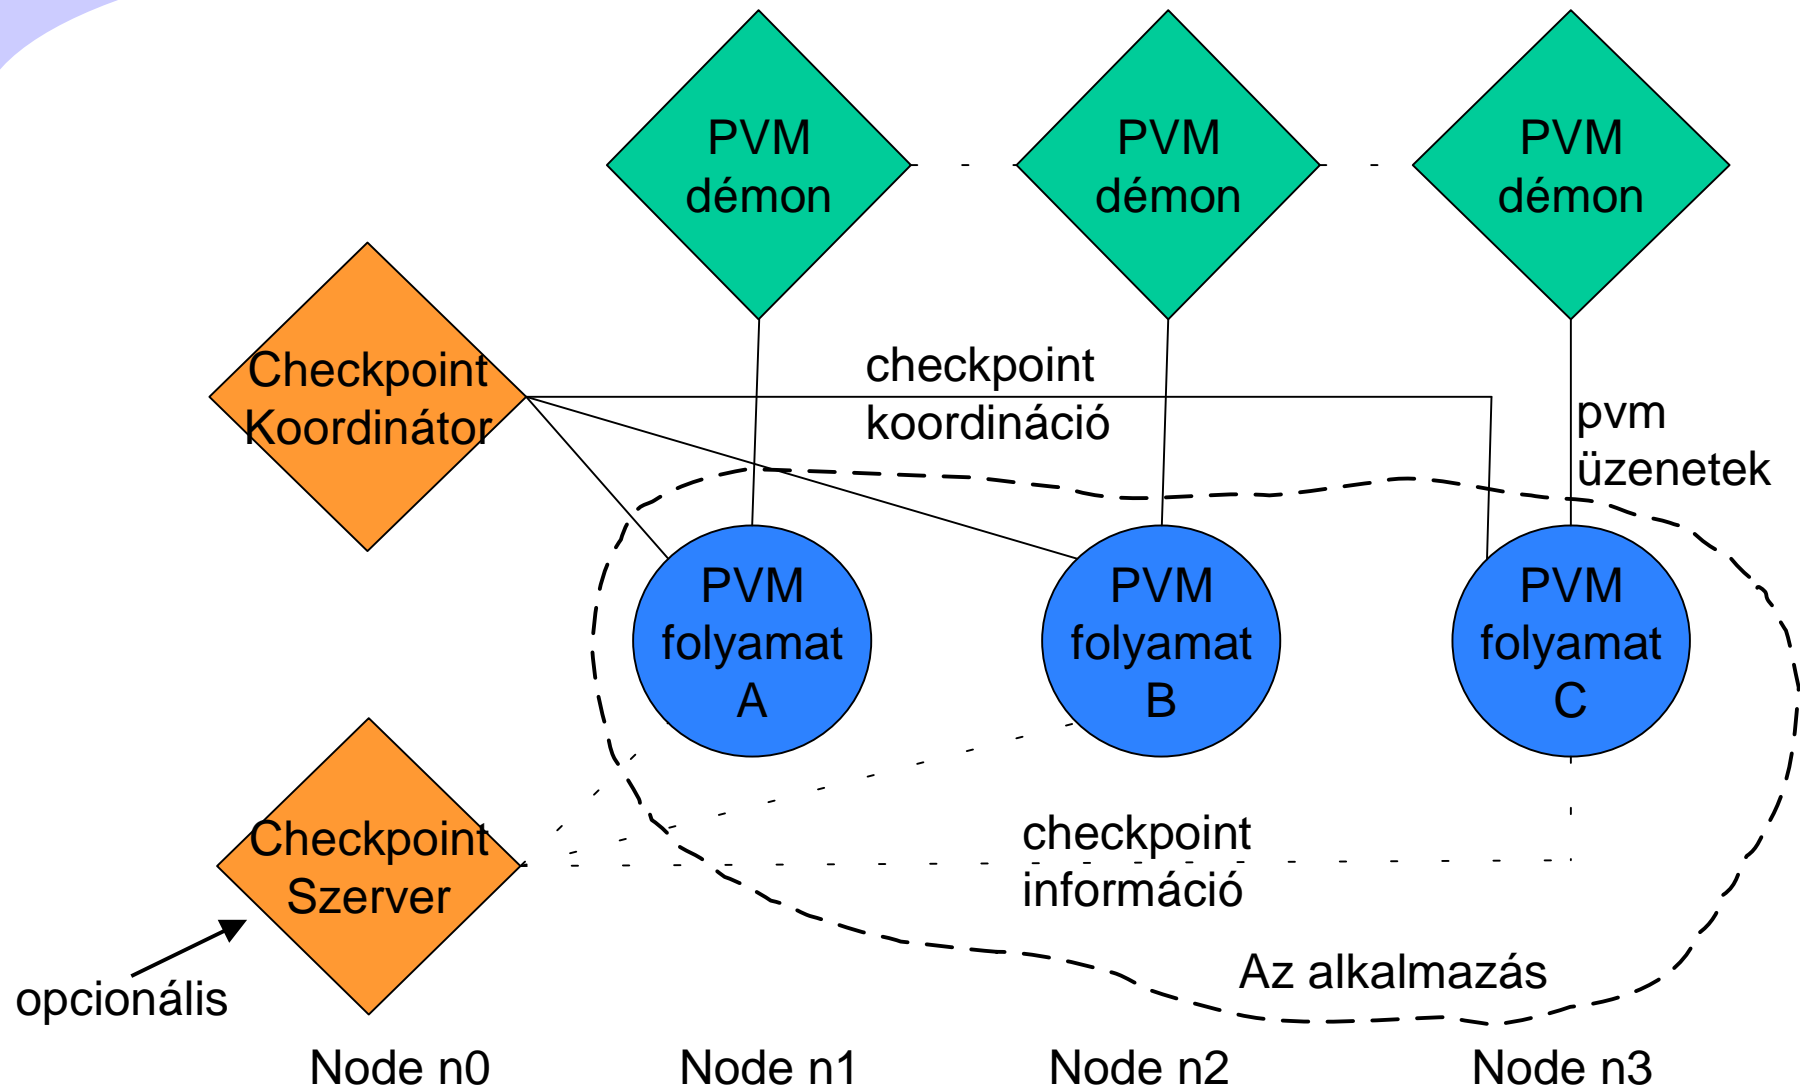 PVM
démon
PVM
démon
PVM
démon
Checkpoint
Koordinátor
checkpoint
koordináció
pvm
üzenetek
PVM
folyamat
A
PVM
folyamat
B
PVM
folyamat
C
Checkpoint
Szerver
checkpoint
információ
opcionális
Az alkalmazás
Node n0
Node n1
Node n2
Node n3